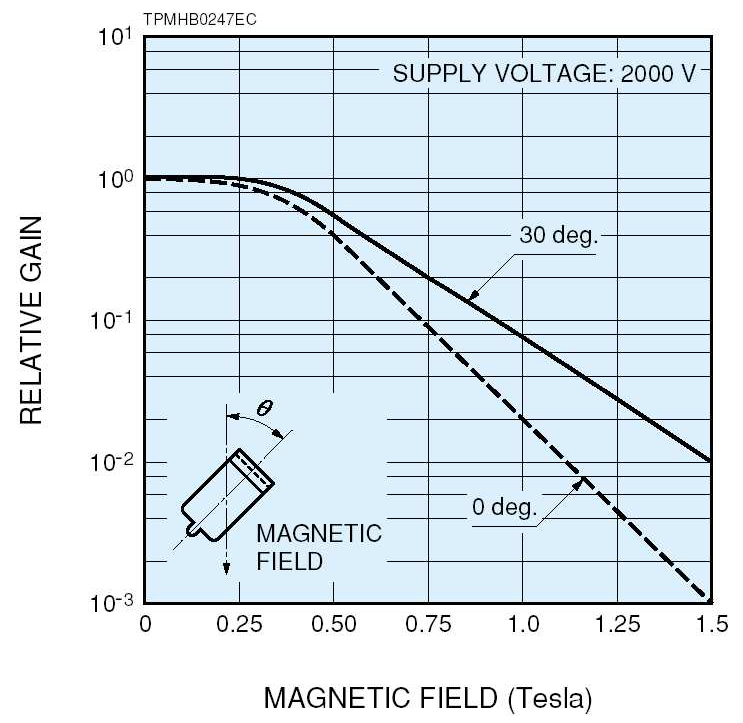 TPMHB0247EC
10¹
SUPPLY VOLTAGE: 2000 V
10⁰
30 deg.
RELATIVE GAIN
10⁻¹
θ
10⁻²
0 deg.
MAGNETIC
FIELD
10⁻³
0 0.25 0.50 0.75 1.0 1.25 1.5
MAGNETIC FIELD (Tesla)